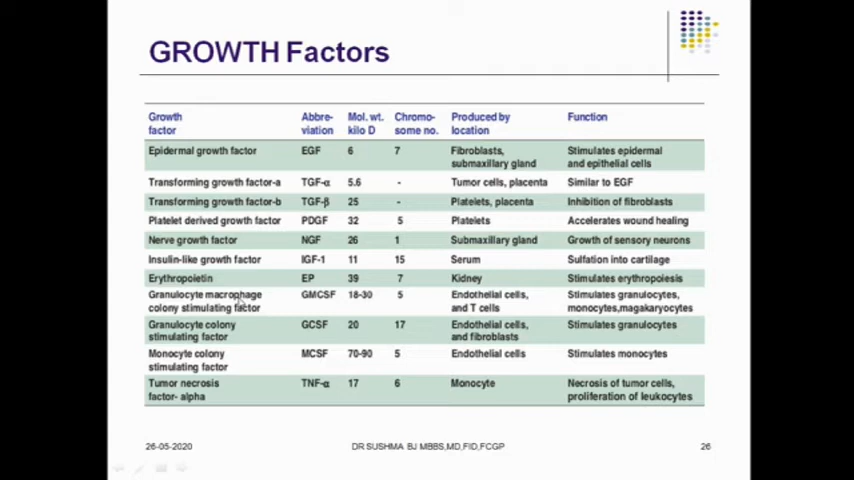 GROWTH Factors
Growth factor Abbre-viation Mol. wt. kilo D Chromo-some no. Produced by location Function
Epidermal growth factor EGF 6 7 Fibroblasts, submaxillary gland Stimulates epidermal and epithelial cells
Transforming growth factor-a TGF-α 5.6 - Tumor cells, placenta Similar to EGF
Transforming growth factor-b TGF-β 25 - Platelets, placenta Inhibition of fibroblasts
Platelet derived growth factor PDGF 32 5 Platelets Accelerates wound healing
Nerve growth factor NGF 26 1 Submaxillary gland Growth of sensory neurons
Insulin-like growth factor IGF-1 11 15 Serum Sulfation into cartilage
Erythropoietin EP 39 7 Kidney Stimulates erythropoiesis
Granulocyte macrophage colony stimulating factor GMCSF 18-30 5 Endothelial cells, and T cells Stimulates granulocytes, monocytes,magakaryocytes
Granulocyte colony stimulating factor GCSF 20 17 Endothelial cells, and fibroblasts Stimulates granulocytes
Monocyte colony stimulating factor MCSF 70-90 5 Endothelial cells Stimulates monocytes
Tumor necrosis factor- alpha TNF-α 17 6 Monocyte Necrosis of tumor cells, proliferation of leukocytes
26-05-2020 DR SUSHMA BJ MBBS,MD,FID,FCGP 26